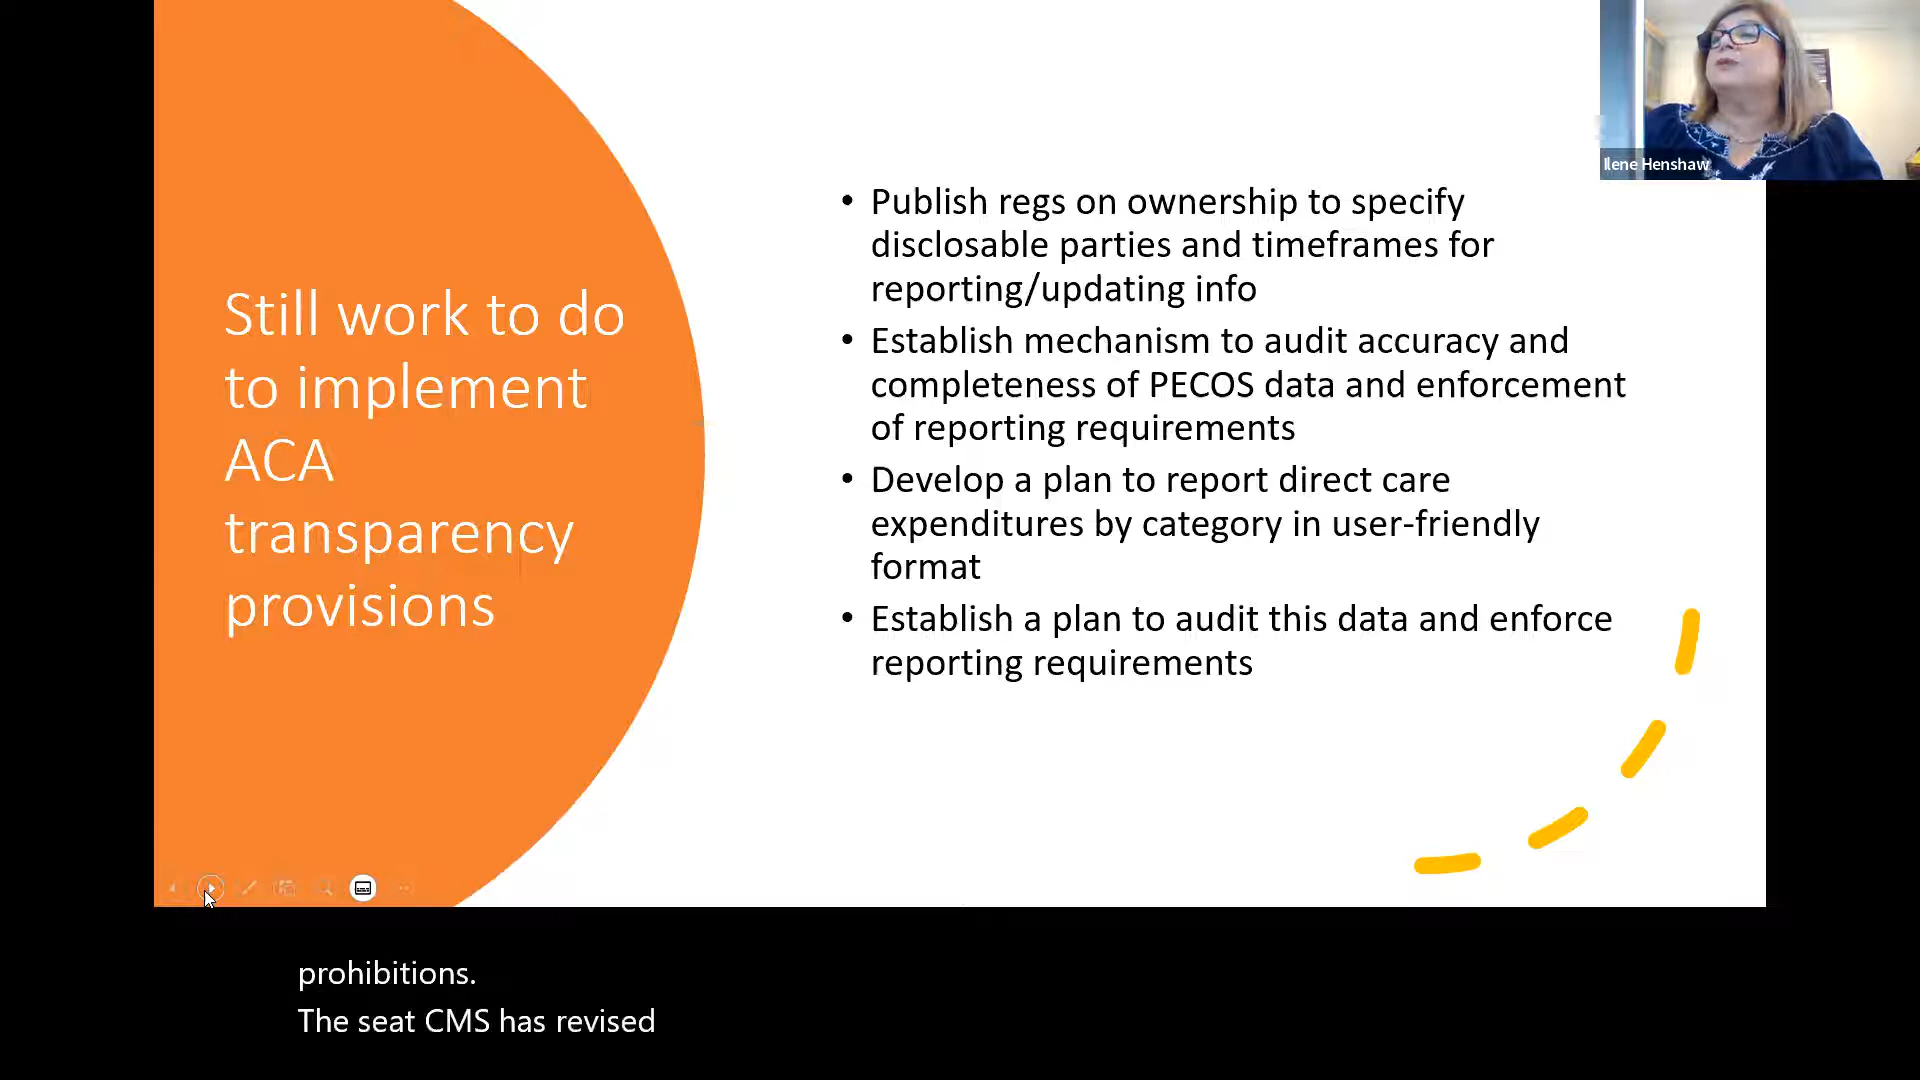 Still work to do
to implement
ACA
transparency
provisions
• Publish regs on ownership to specify
disclosable parties and timeframes for
reporting/updating info
• Establish mechanism to audit accuracy and
completeness of PECOS data and enforcement
of reporting requirements
• Develop a plan to report direct care
expenditures by category in user-friendly
format
• Establish a plan to audit this data and enforce
reporting requirements
Ilene Henshaw
prohibitions.
The seat CMS has revised